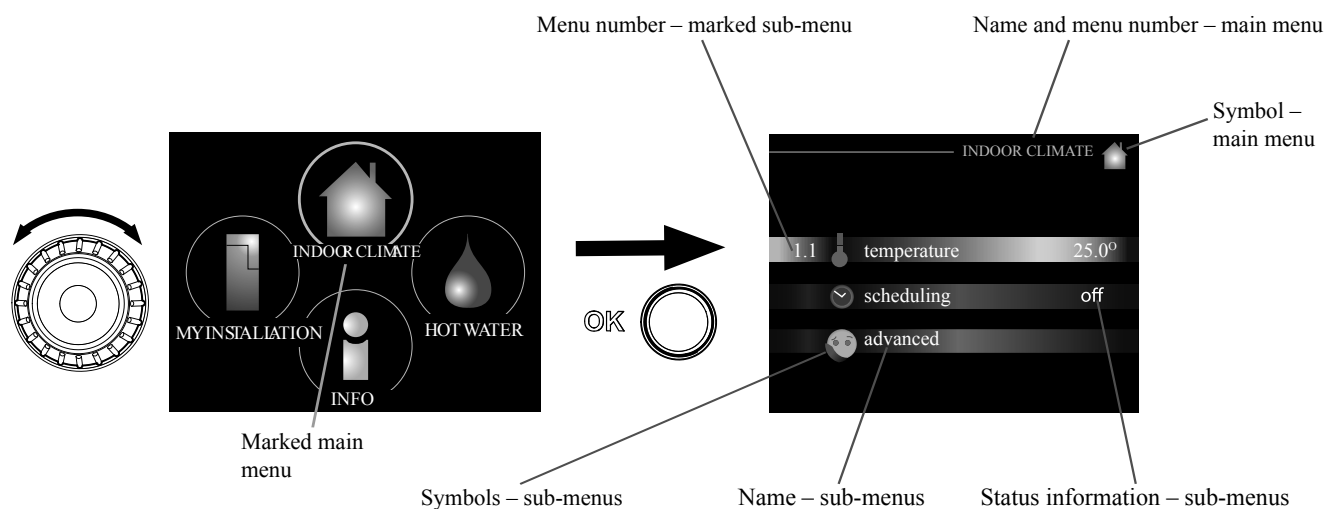 Menu number – marked sub-menu
Name and menu number – main menu
Symbol –
main menu
INDOOR CLIMATE
MY INSTALIATION
HOT WATER
INFO
Marked main
menu
OK
INDOOR CLIMATE
1.1 temperature 25.0°
scheduling off
advanced
Symbols – sub-menus
Name – sub-menus
Status information – sub-menus